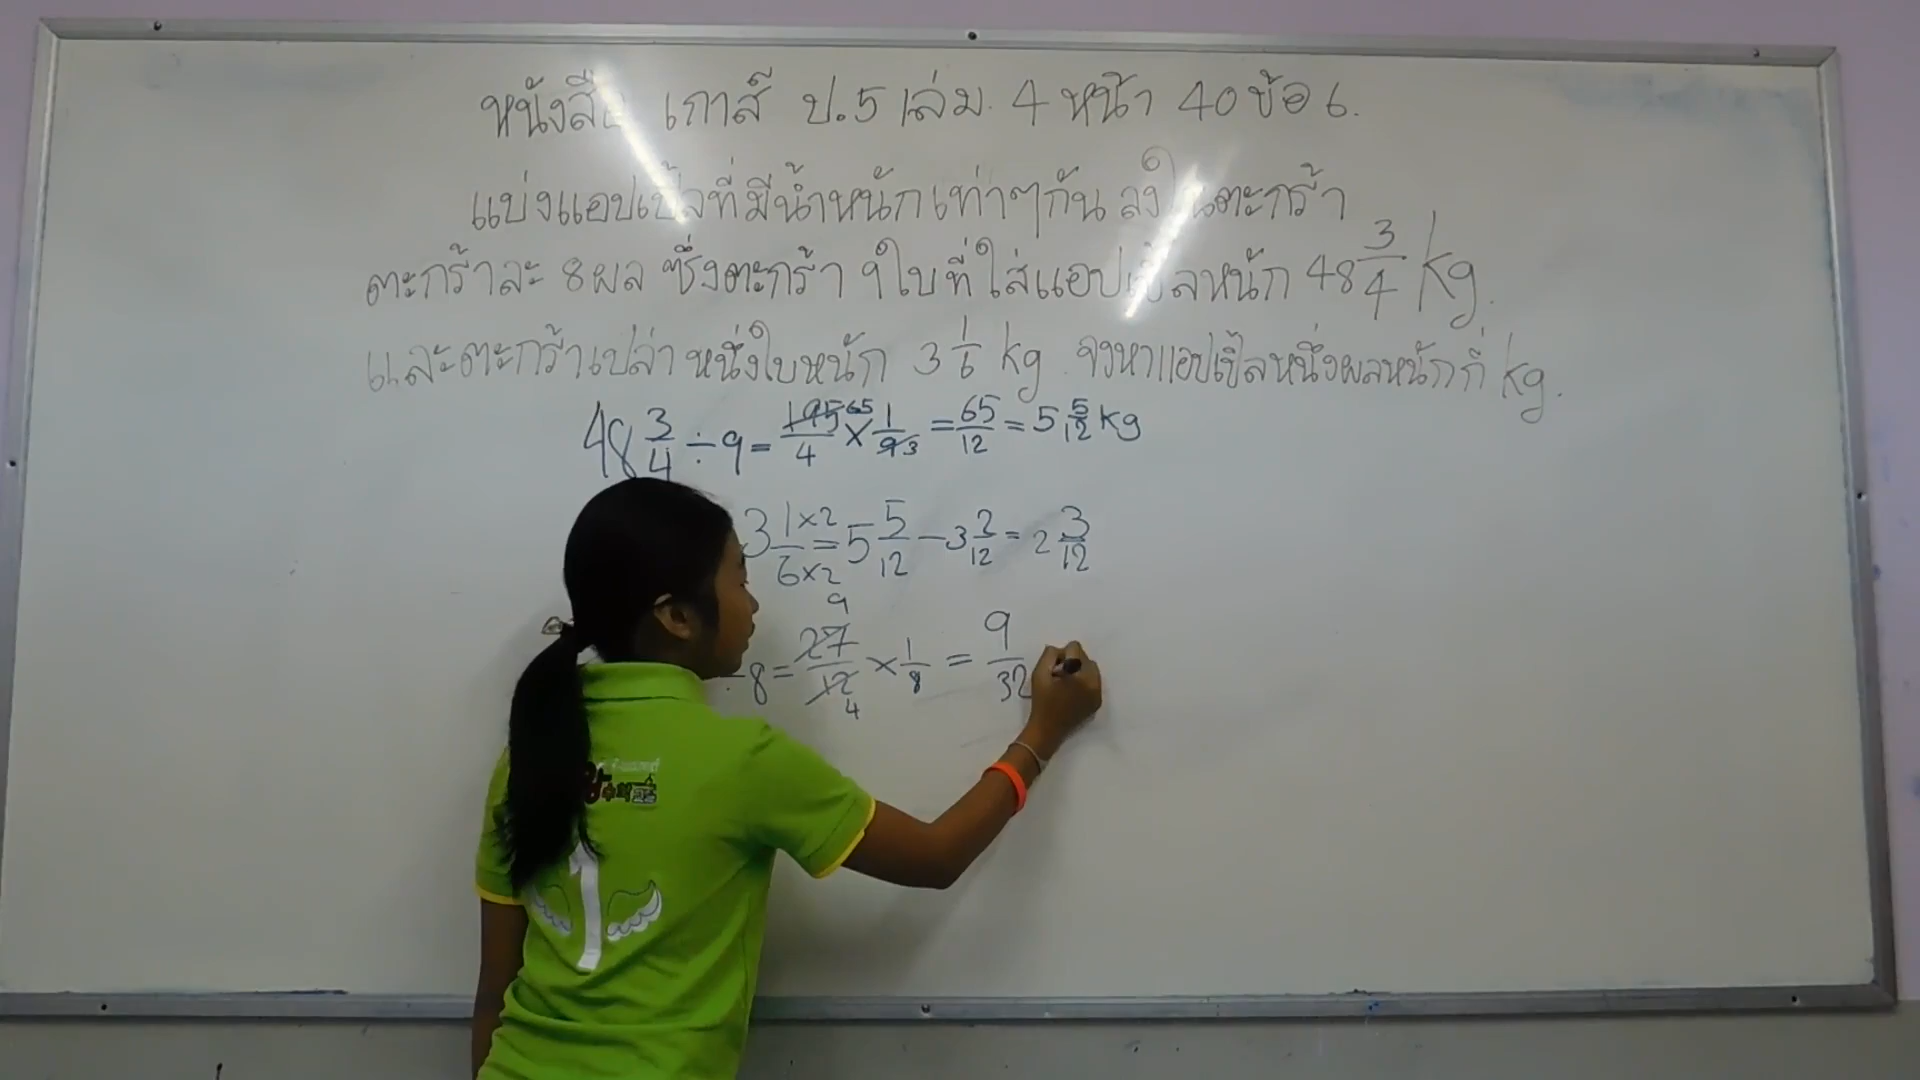 หนังสือ เกาส์ ป.5 เล่ม. 4 หน้า 40 ข้อ 6.
แบ่งแอปเปิ้ลที่มีน้ำหนักเท่าๆกัน ลงในตะกร้า
ตะกร้าละ 8 ผล ซึ่งตะกร้า 9 ใบที่ใส่แอปเปิ้ลหนัก 48 3/4 kg.
และตะกร้าเปล่า หนึ่งใบหนัก 3 1/6 kg. จงหาแอปเปิ้ลหนึ่งผลหนักกี่ kg.
48 3/4 ÷ 9 = 195/4 65 × 1/9 3 = 65/12 = 5 5/12 kg
3 1×2/6×2 = 5 5/12 - 3 2/12 = 2 3/12
÷ 8 = 27/12 9 4 × 1/8 = 9/32
1